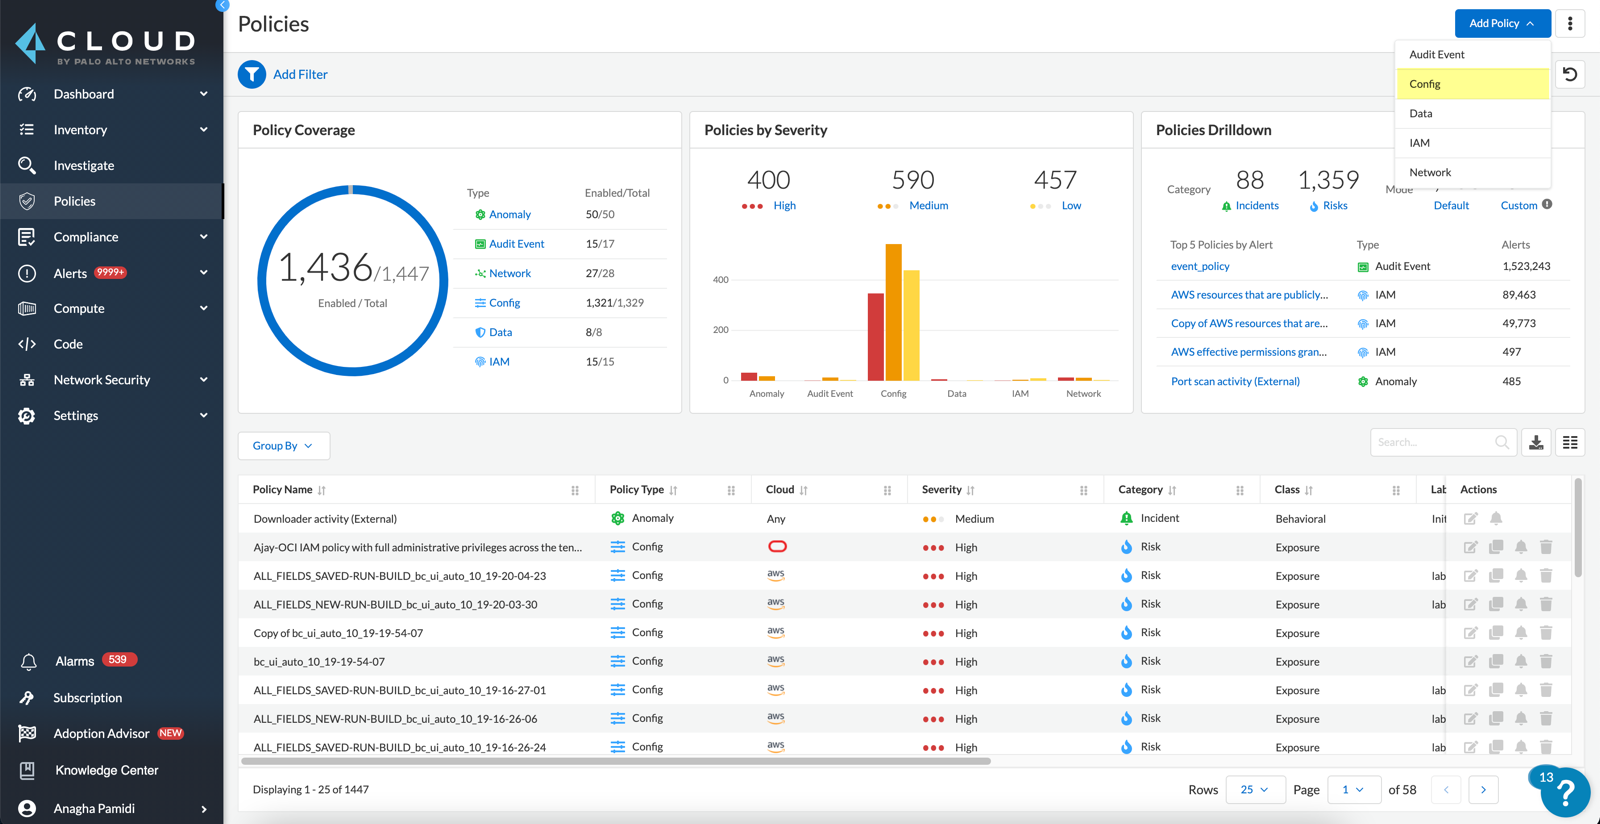 CLOUD
BY PALO ALTO NETWORKS
Dashboard
Inventory
Investigate
Policies
Compliance
Alerts 9999+
Compute
Code
Network Security
Settings
Alarms 539
Subscription
Adoption Advisor NEW
Knowledge Center
Anagha Pamidi
Policies
Add Policy
Audit Event
Config
Data
IAM
Network
Add Filter
Policy Coverage
1,436/1,447
Enabled / Total
Type Enabled/Total
Anomaly 50/50
Audit Event 15/17
Network 27/28
Config 1,321/1,329
Data 8/8
IAM 15/15
Policies by Severity
400 590 457
High Medium Low
400
200
0
Anomaly Audit Event Config Data IAM Network
Policies Drilldown
Category 88 1,359 Mode
Incidents Risks Default Custom
Top 5 Policies by Alert Type Alerts
event_policy Audit Event 1,523,243
AWS resources that are publicly... IAM 89,463
Copy of AWS resources that are... IAM 49,773
AWS effective permissions gran... IAM 497
Port scan activity (External) Anomaly 485
Group By
Search...
Policy Name Policy Type Cloud Severity Category Class Lab Actions
Downloader activity (External) Anomaly Any Medium Incident Behavioral Init
Ajay-OCI IAM policy with full administrative privileges across the ten... Config High Risk Exposure
ALL_FIELDS_SAVED-RUN-BUILD_bc_ui_auto_10_19-20-04-23 Config aws High Risk Exposure lab
ALL_FIELDS_NEW-RUN-BUILD_bc_ui_auto_10_19-20-03-30 Config aws High Risk Exposure lab
Copy of bc_ui_auto_10_19-19-54-07 Config aws High Risk Exposure
bc_ui_auto_10_19-19-54-07 Config aws High Risk Exposure
ALL_FIELDS_SAVED-RUN-BUILD_bc_ui_auto_10_19-16-27-01 Config aws High Risk Exposure lab
ALL_FIELDS_NEW-RUN-BUILD_bc_ui_auto_10_19-16-26-06 Config aws High Risk Exposure lab
ALL_FIELDS_SAVED-RUN-BUILD_bc_ui_auto_10_19-16-26-24 Config aws High Risk Exposure lab
Displaying 1 - 25 of 1447
Rows 25 Page 1 of 58
13
?